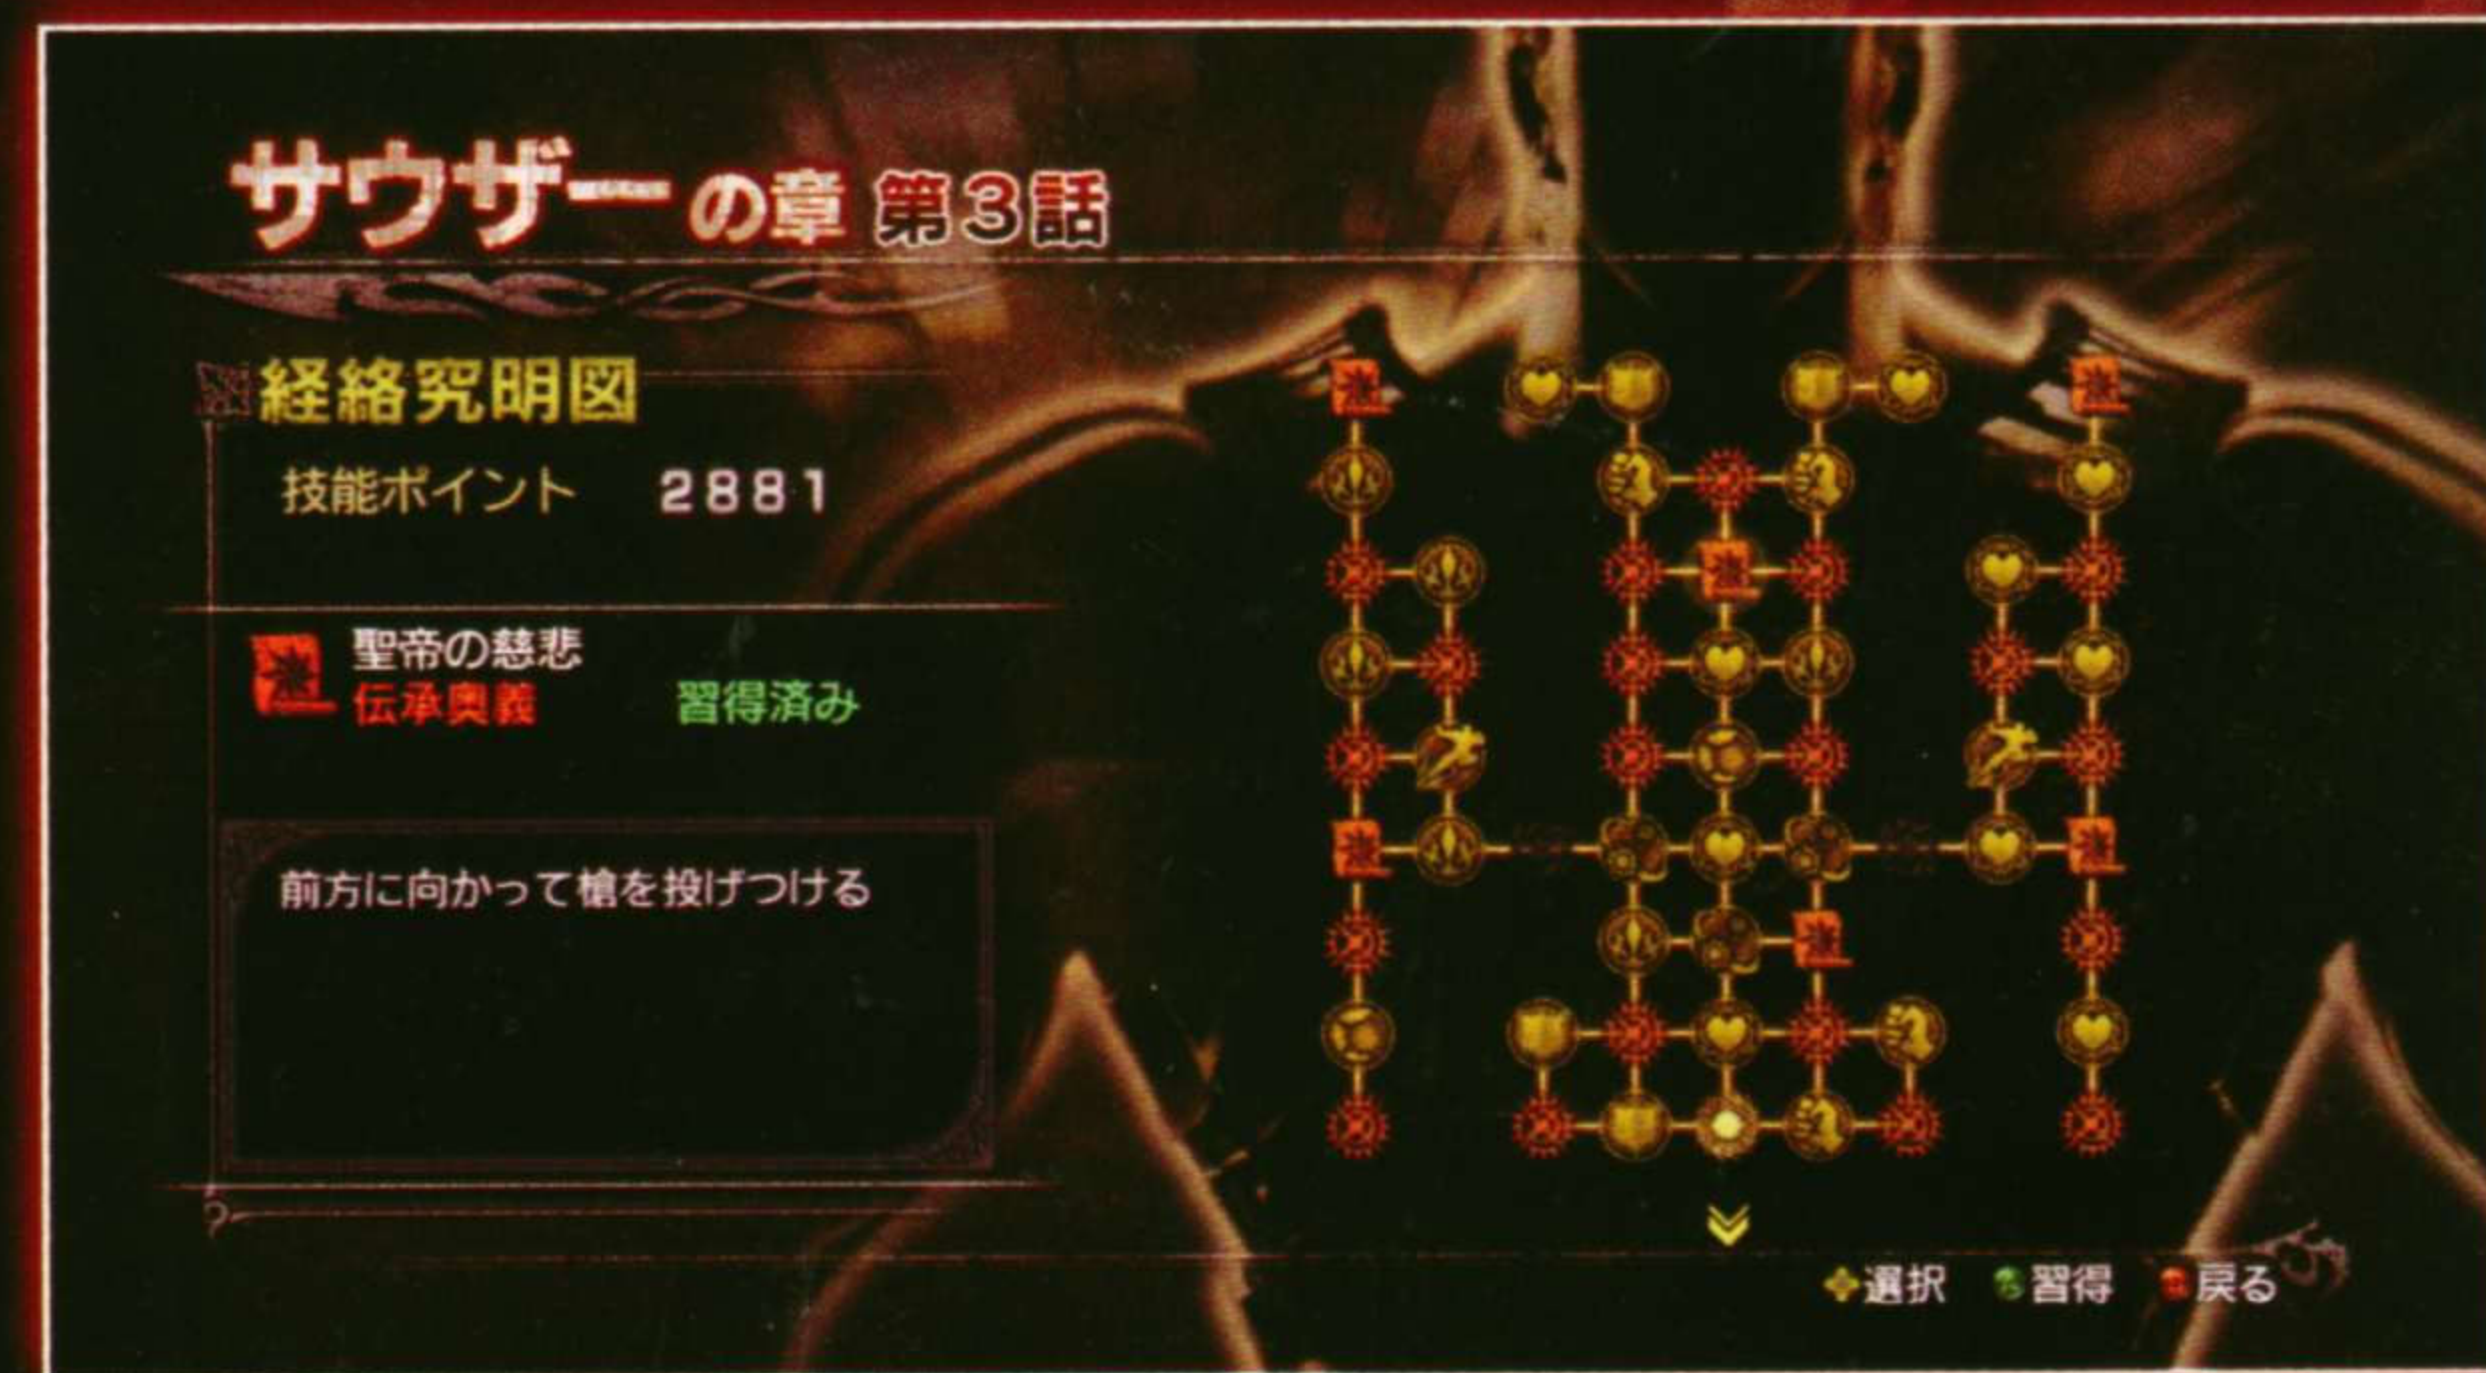 サウザーの章 第3話
経絡究明図
技能ポイント 2881
聖帝の慈悲
伝承奥義 習得済み
前方に向かって槍を投げつける
選択 習得 戻る